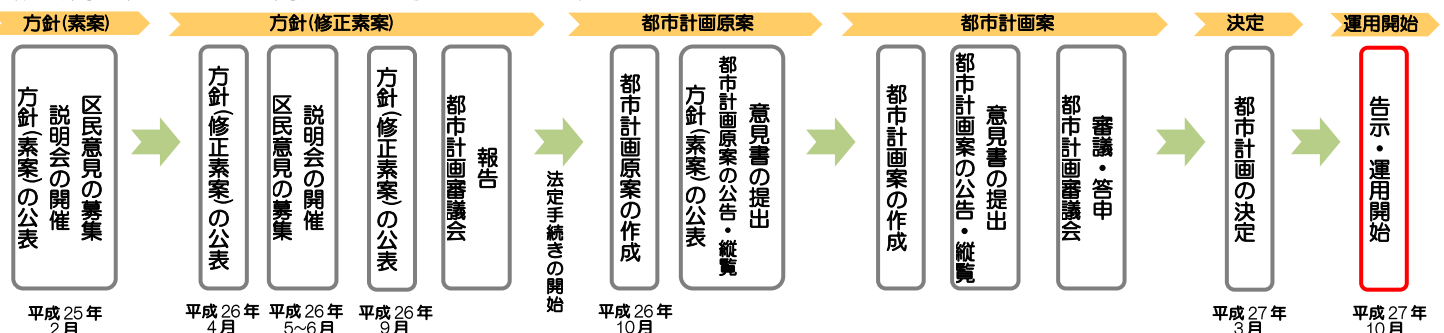 方針(素案)
方針(修正素案)
都市計画原案
都市計画案
決定
運用開始
区民意見の募集
説明会の開催
方針(素案)の公表
方針(修正素案)の公表
説明会の開催
区民意見の募集
方針(修正素案)の公表
報告
都市計画審議会
法定手続きの開始
都市計画原案の作成
意見書の提出
都市計画原案の公告・縦覧
方針(素案)の公表
都市計画案の作成
意見書の提出
都市計画案の公告・縦覧
審議・答申
都市計画審議会
都市計画の決定
告示・運用開始
平成25年
2月
平成26年
4月
平成26年
5~6月
平成26年
9月
平成26年
10月
平成27年
3月
平成27年
10月